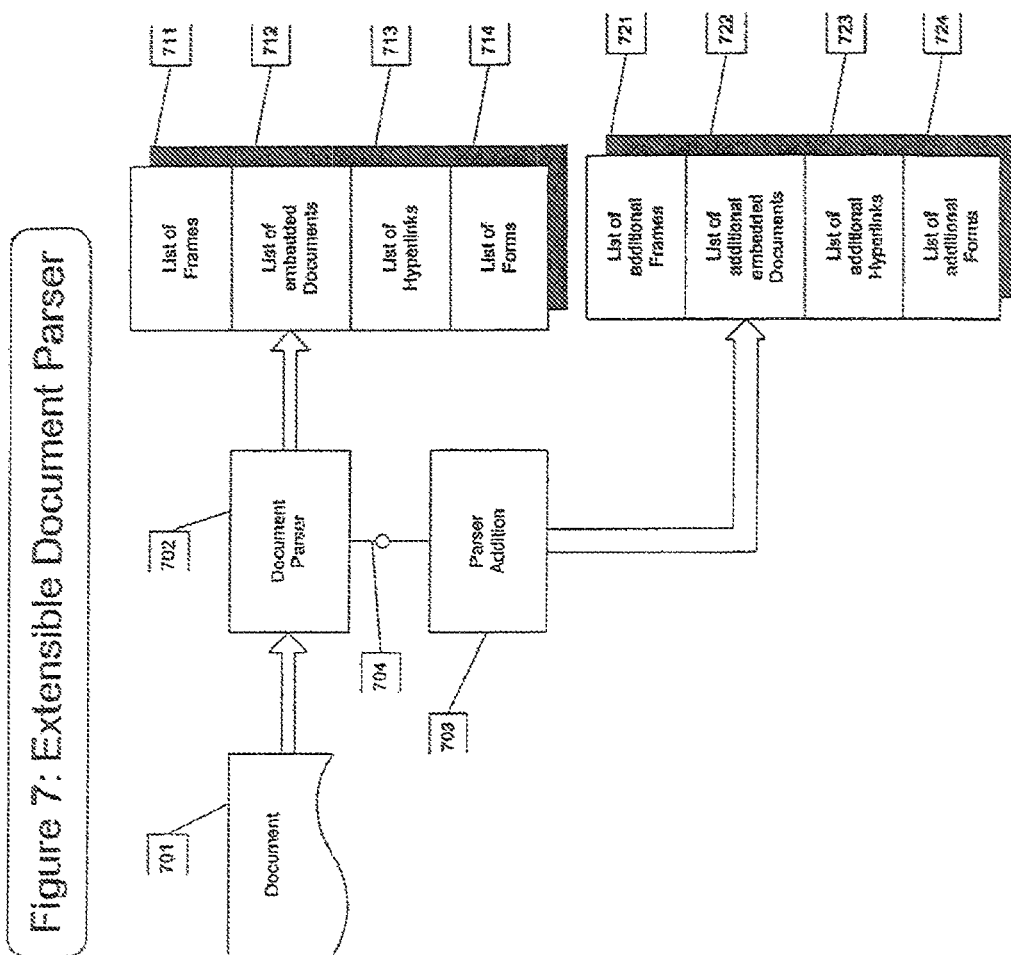 Figure 7: Extensible Document Parser
701
Document
702
Document
Parser
704
703
Parser
Addition
711
List of
Frames
712
List of
embedded
Documents
713
List of
Hyperlinks
714
List of
Forms
721
List of
additional
Frames
722
List of
additional
embedded
Documents
723
List of
additional
Hyperlinks
724
List of
additional
Forms